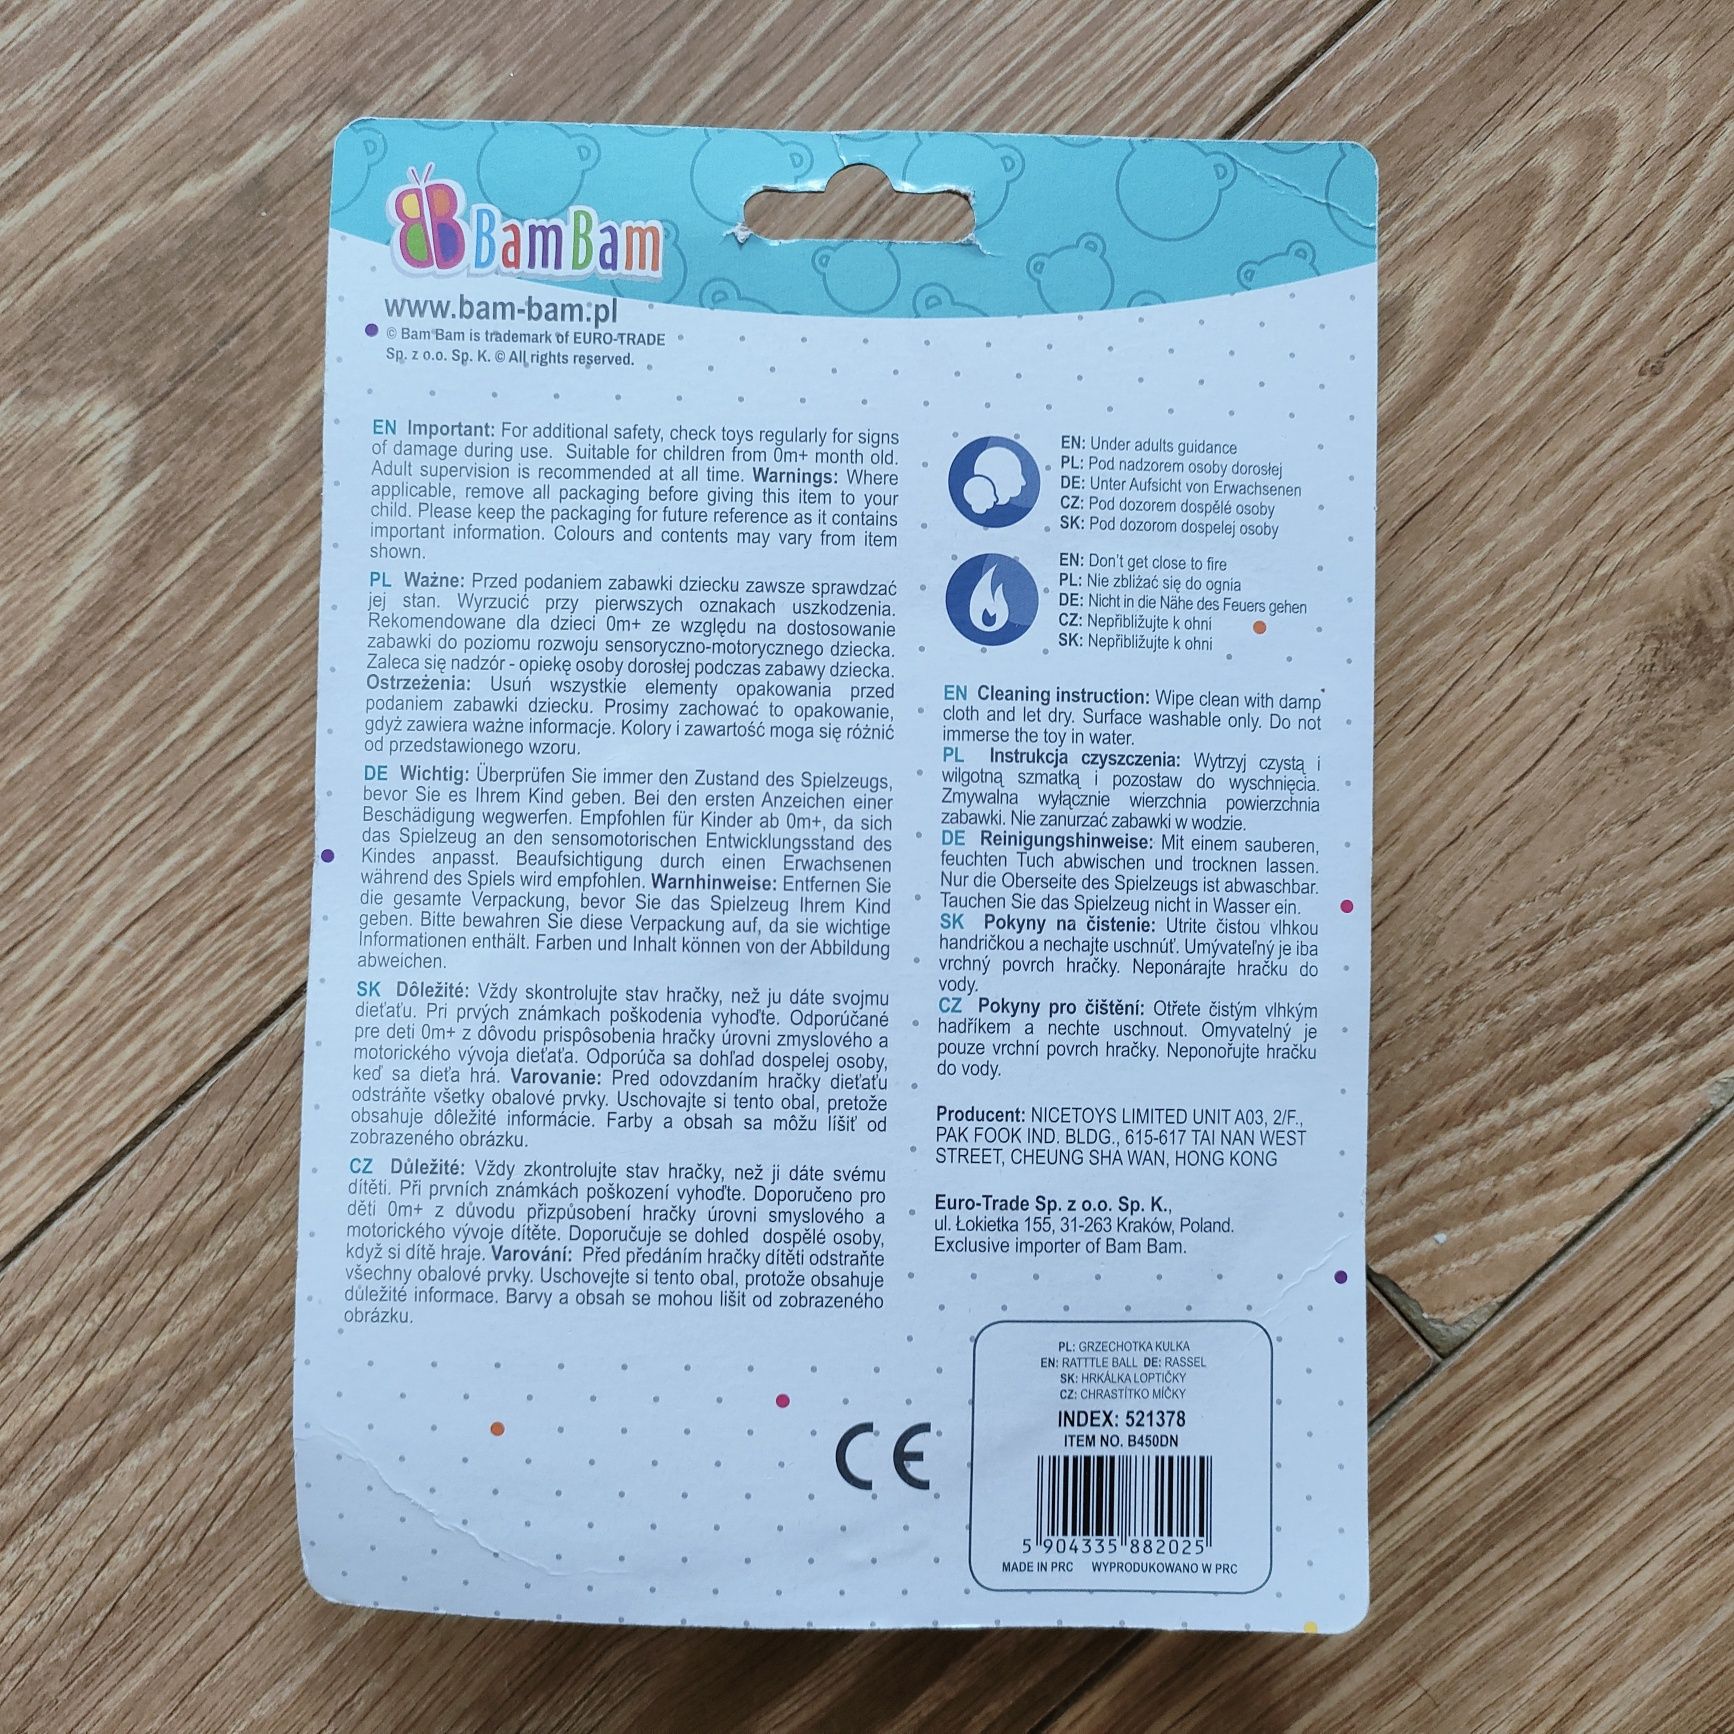 BamBam
www.bam-bam.pl
© Bam Bam is trademark of EURO-TRADE
Sp. z o.o. Sp. K. © All rights reserved.
EN Important: For additional safety, check toys regularly for signs
of damage during use. Suitable for children from 0m+ month old.
Adult supervision is recommended at all time. Warnings: Where
applicable, remove all packaging before giving this item to your
child. Please keep the packaging for future reference as it contains
important information. Colours and contents may vary from item
shown.
PL Ważne: Przed podaniem zabawki dziecku zawsze sprawdzać
jej stan. Wyrzucić przy pierwszych oznakach uszkodzenia.
Rekomendowane dla dzieci 0m+ ze względu na dostosowanie
zabawki do poziomu rozwoju sensoryczno-motorycznego dziecka.
Zaleca się nadzór - opiekę osoby dorosłej podczas zabawy dziecka.
Ostrzeżenia: Usuń wszystkie elementy opakowania przed
podaniem zabawki dziecku. Prosimy zachować to opakowanie,
gdyż zawiera ważne informacje. Kolory i zawartość moga się różnić
od przedstawionego wzoru.
DE Wichtig: Überprüfen Sie immer den Zustand des Spielzeugs,
bevor Sie es Ihrem Kind geben. Bei den ersten Anzeichen einer
Beschädigung wegwerfen. Empfohlen für Kinder ab 0m+, da sich
das Spielzeug an den sensomotorischen Entwicklungsstand des
Kindes anpasst. Beaufsichtigung durch einen Erwachsenen
während des Spiels wird empfohlen. Warnhinweise: Entfernen Sie
die gesamte Verpackung, bevor Sie das Spielzeug Ihrem Kind
geben. Bitte bewahren Sie diese Verpackung auf, da sie wichtige
Informationen enthält. Farben und Inhalt können von der Abbildung
abweichen.
SK Dôležité: Vždy skontrolujte stav hračky, než ju dáte svojmu
dieťaťu. Pri prvých známkach poškodenia vyhoďte. Odporúčané
pre deti 0m+ z dôvodu prispôsobenia hračky úrovni zmyslového a
motorického vývoja dieťaťa. Odporúča sa dohľad dospelej osoby,
keď sa dieťa hrá. Varovanie: Pred odovzdaním hračky dieťaťu
odstráňte všetky obalové prvky. Uschovajte si tento obal, pretože
obsahuje dôležité informácie. Farby a obsah sa môžu líšiť od
zobrazeného obrázku.
CZ Důležité: Vždy zkontrolujte stav hračky, než ji dáte svému
dítěti. Při prvních známkách poškození vyhoďte. Doporučeno pro
děti 0m+ z důvodu přizpůsobení hračky úrovni smyslového a
motorického vývoje dítěte. Doporučuje se dohled dospělé osoby,
když si dítě hraje. Varování: Před předáním hračky dítěti odstraňte
všechny obalové prvky. Uschovejte si tento obal, protože obsahuje
důležité informace. Barvy a obsah se mohou lišit od zobrazeného
obrázku.
EN: Under adults guidance
PL: Pod nadzorem osoby dorosłej
DE: Unter Aufsicht von Erwachsenen
CZ: Pod dozorem dospělé osoby
SK: Pod dozorom dospelej osoby
EN: Don't get close to fire
PL: Nie zbliżać się do ognia
DE: Nicht in die Nähe des Feuers gehen
CZ: Nepřibližujte k ohni
SK: Nepřibližujte k ohni
EN Cleaning instruction: Wipe clean with damp
cloth and let dry. Surface washable only. Do not
immerse the toy in water.
PL Instrukcja czyszczenia: Wytrzyj czystą i
wilgotną szmatką i pozostaw do wyschnięcia.
Zmywalna wyłącznie wierzchnia powierzchnia
zabawki. Nie zanurzać zabawki w wodzie.
DE Reinigungshinweise: Mit einem sauberen,
feuchten Tuch abwischen und trocknen lassen.
Nur die Oberseite des Spielzeugs ist abwaschbar.
Tauchen Sie das Spielzeug nicht in Wasser ein.
SK Pokyny na čistenie: Utrite čistou vlhkou
handričkou a nechajte uschnúť. Umývateľný je iba
vrchný povrch hračky. Neponárajte hračku do
vody.
CZ Pokyny pro čištění: Otřete čistým vlhkým
hadříkem a nechte uschnout. Omyvatelný je
pouze vrchní povrch hračky. Neponořujte hračku
do vody.
Producent: NICETOYS LIMITED UNIT A03, 2/F.,
PAK FOOK IND. BLDG., 615-617 TAI NAN WEST
STREET, CHEUNG SHA WAN, HONG KONG
Euro-Trade Sp. z o.o. Sp. K.,
ul. Łokietka 155, 31-263 Kraków, Poland.
Exclusive importer of Bam Bam.
CE
PL: GRZECHOTKA KULKA
EN: RATTTLE BALL DE: RASSEL
SK: HRKÁLKA LOPTIČKY
CZ: CHRASTÍTKO MÍČKY
INDEX: 521378
ITEM NO. B450DN
5 904335 882025
MADE IN PRC WYPRODUKOWANO W PRC